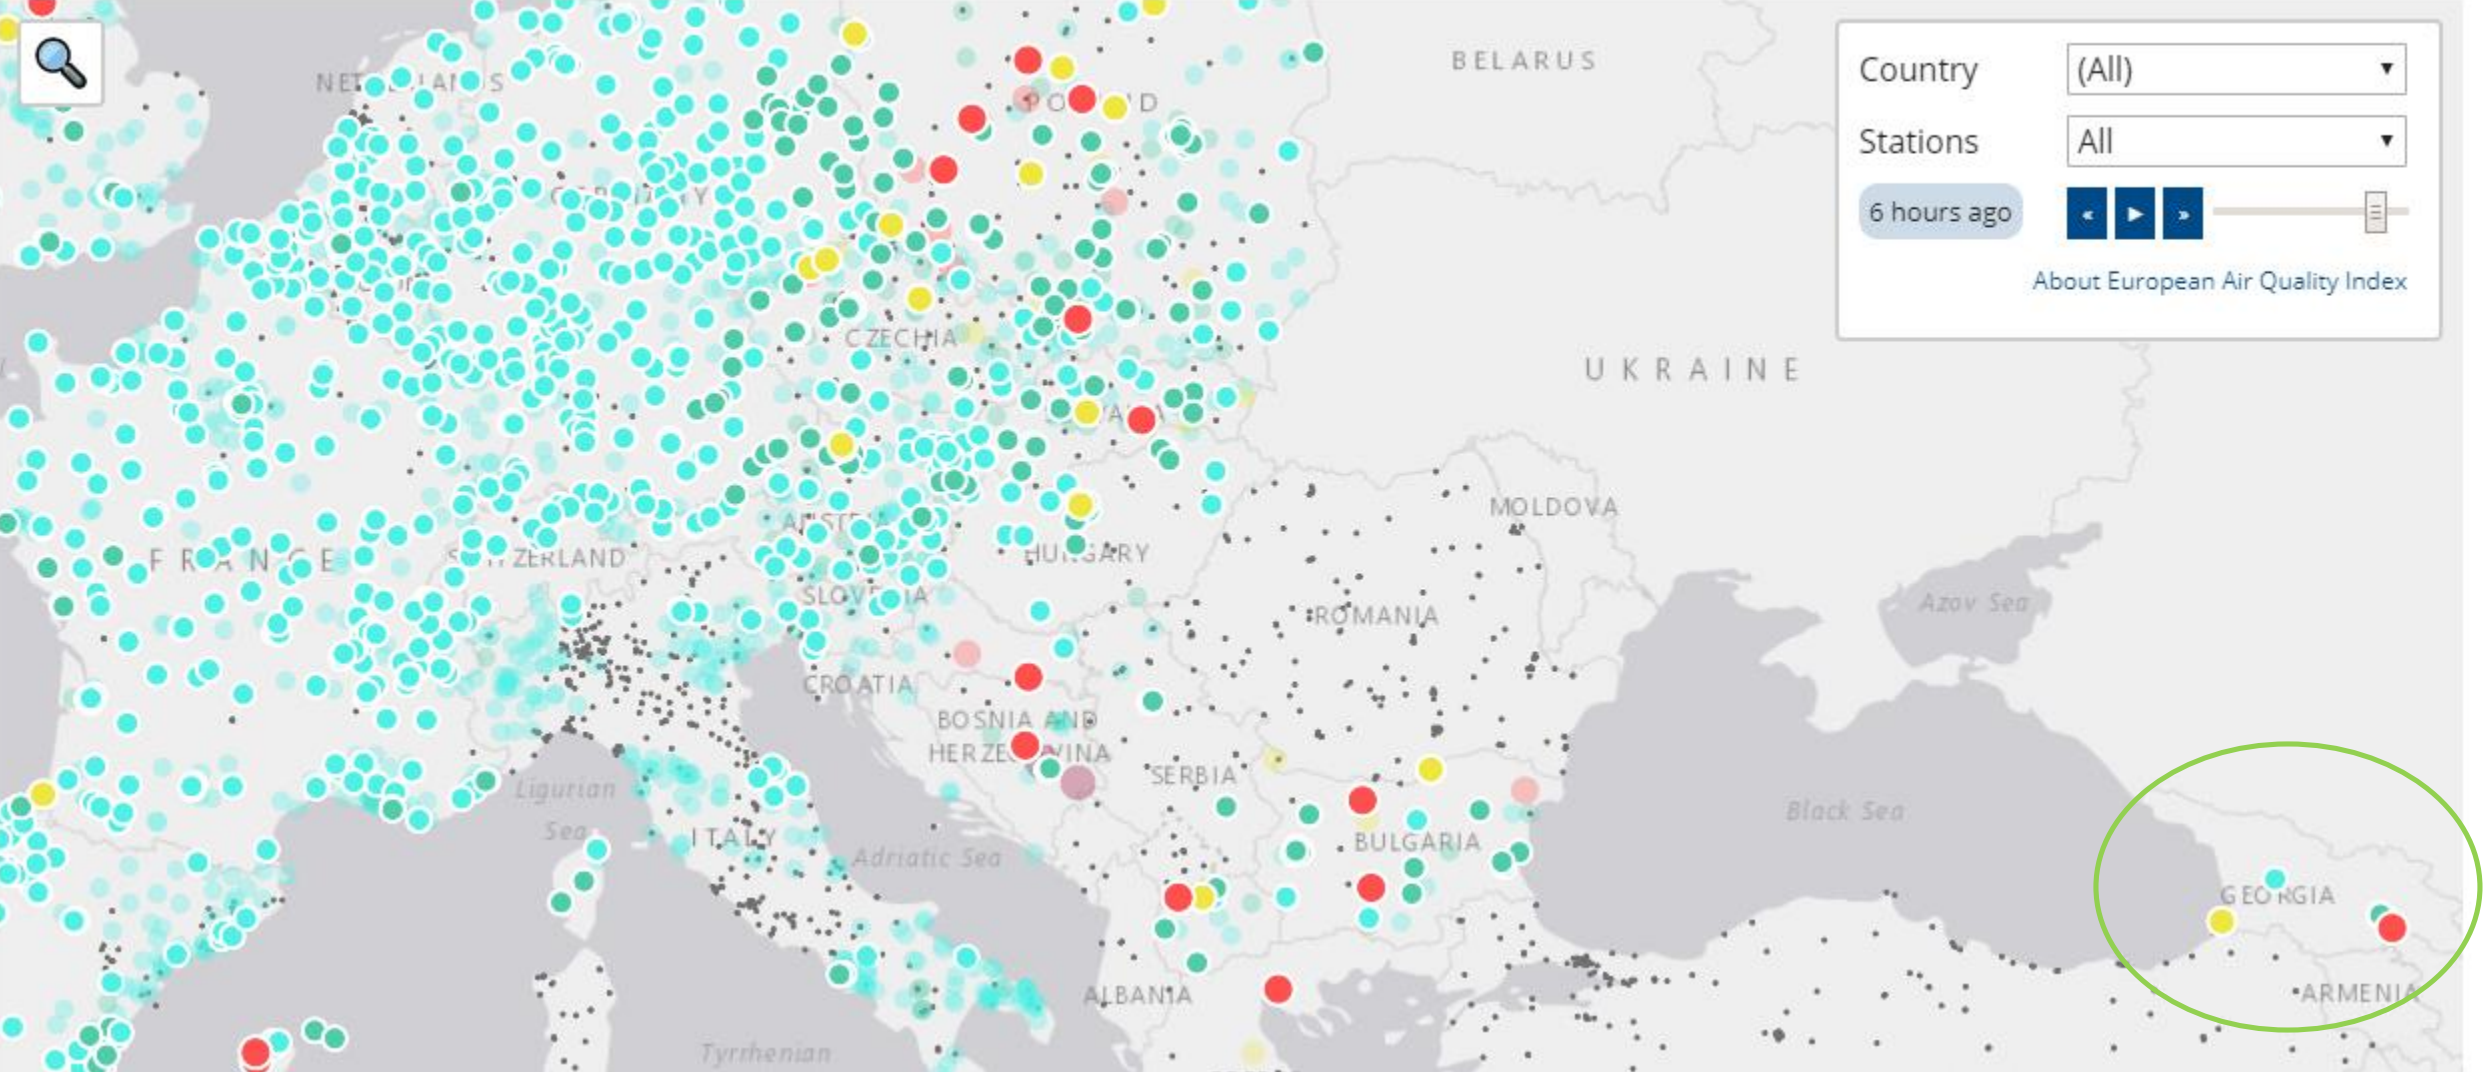 Country
(All)
Stations
All
6 hours ago
«
»
About European Air Quality Index
BELARUS
CZECHIA
UKRAINE
MOLDOVA
FRANCE
HUNGARY
ROMANIA
Azov Sea
CROATIA
BOSNIA AND
SERBIA
Ligurian
Sea
ITALY
Black Sea
BULGARIA
Adriatic Sea
GEORGIA
ALBANIA
ARMENIA
Tyrrhenian